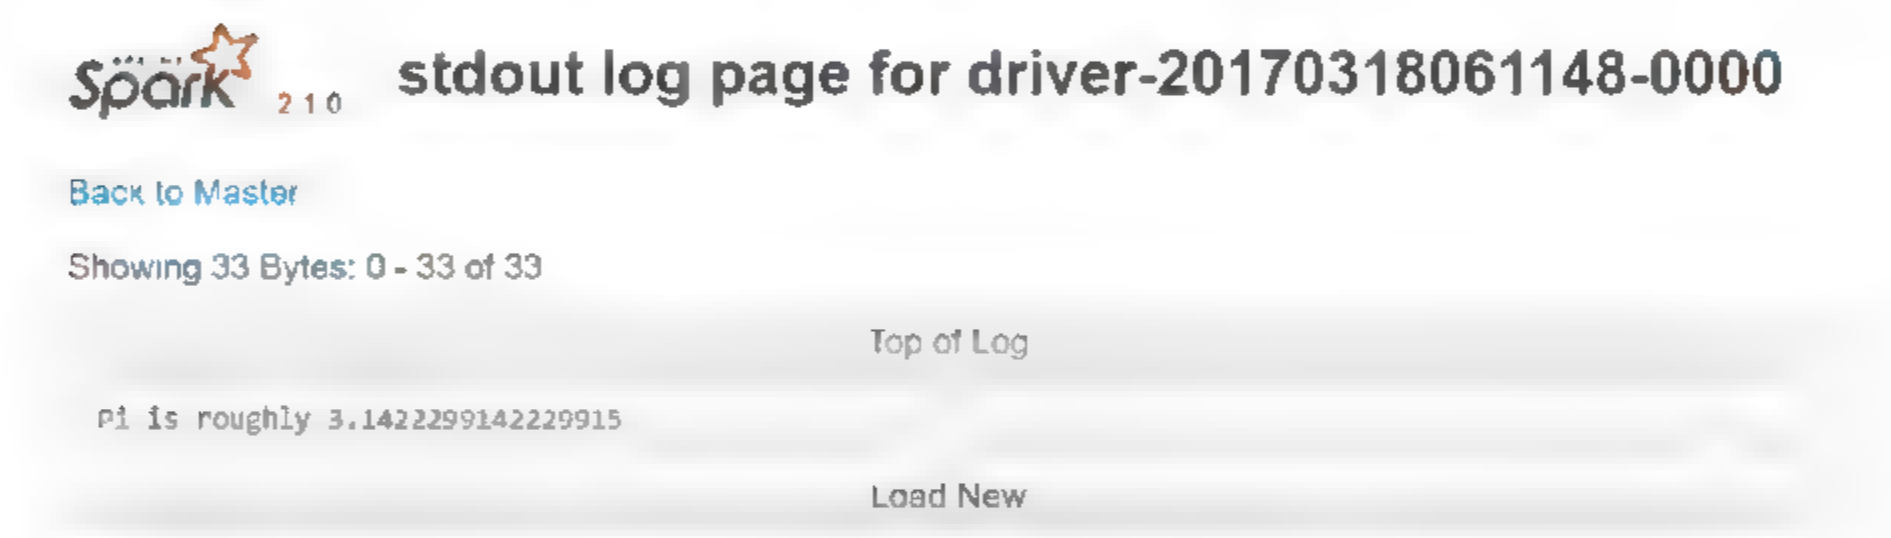 Spark 2 1 0 stdout log page for driver-20170318061148-0000
Back to Master
Showing 33 Bytes: 0 - 33 of 33
Top of Log
Pi is roughly 3.1422299142229915
Load New